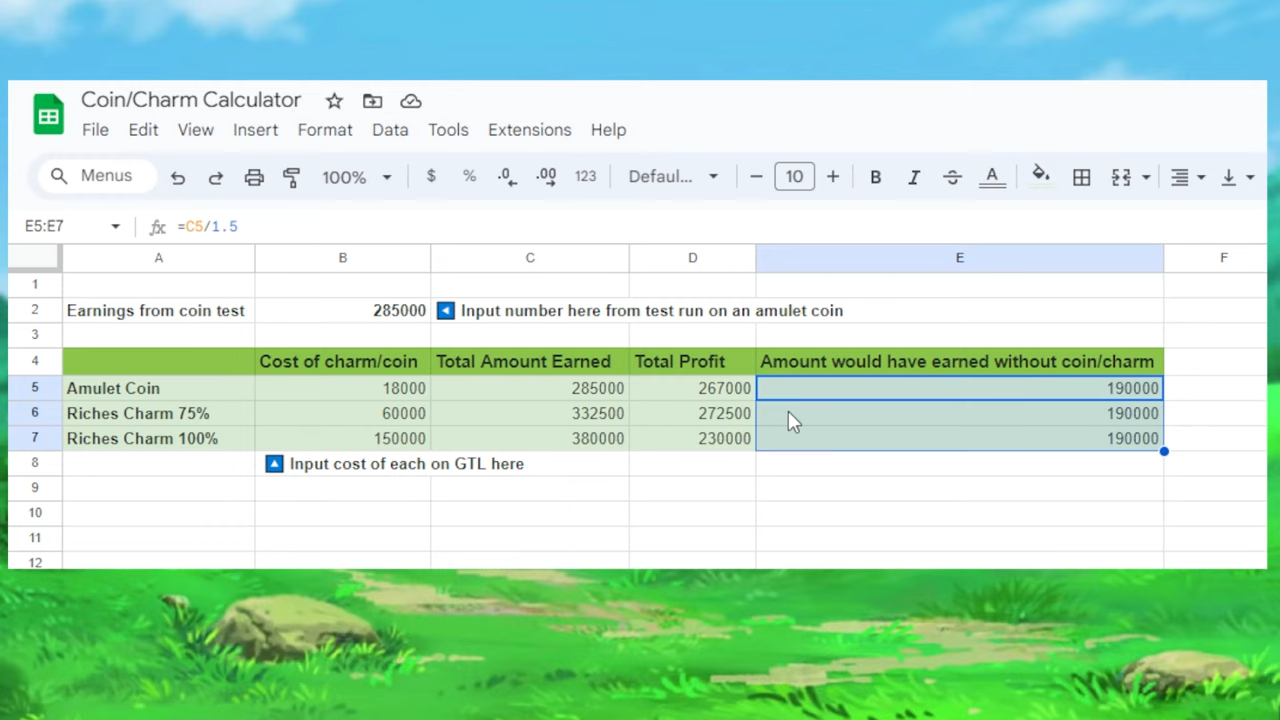 Coin/Charm Calculator
File Edit View Insert Format Data Tools Extensions Help
Menus 100% $ % .0 .00 123 Defaul... 10 B I A
E5:E7 fx =C5/1.5
A B C D E F
1
2 Earnings from coin test 285000 Input number here from test run on an amulet coin
3
4 Cost of charm/coin Total Amount Earned Total Profit Amount would have earned without coin/charm
5 Amulet Coin 18000 285000 267000 190000
6 Riches Charm 75% 60000 332500 272500 190000
7 Riches Charm 100% 150000 380000 230000 190000
8 Input cost of each on GTL here
9
10
11
12